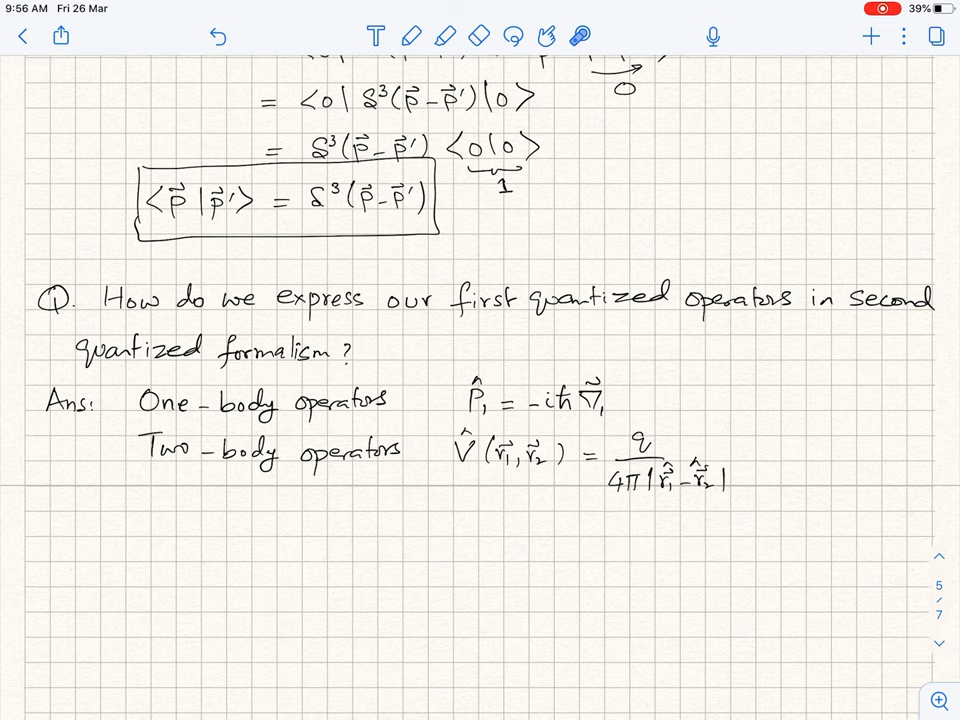 9:56 AM Fri 26 Mar 39%
0
= <0| δ³(p⃗-p⃗')|0>
= δ³(p⃗-p⃗') <0|0>
1
<p⃗|p⃗'> = δ³(p⃗-p⃗')
Q. How do we express our first quantized operators in second
quantized formalism?
Ans: One-body operators P̂₁ = -iħ ∇⃗₁
Two-body operators V̂ (r⃗₁, r⃗₂) = q / 4π|r̂⃗₁ - r̂⃗₂|
5
/
7